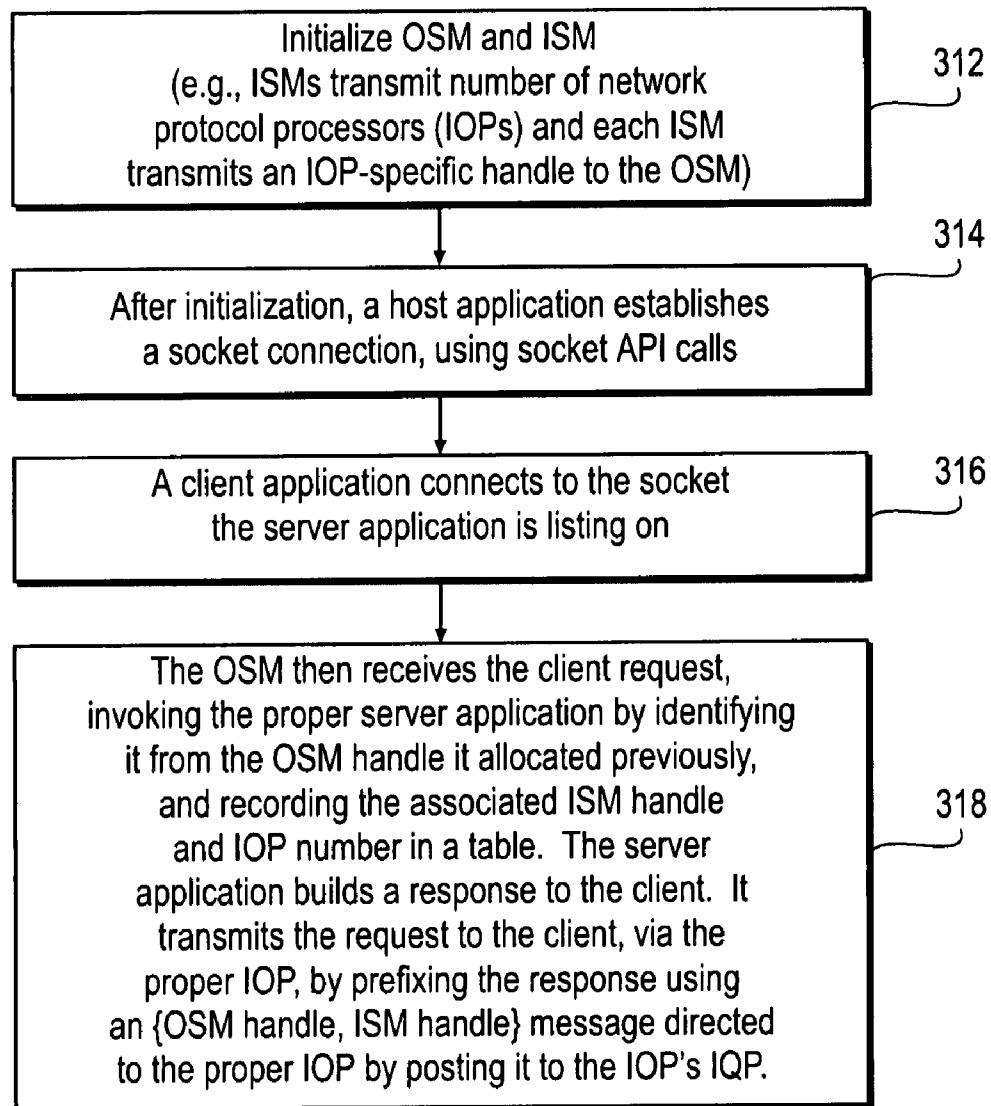 Initialize OSM and ISM
(e.g., ISMs transmit number of network
protocol processors (IOPs) and each ISM
transmits an IOP-specific handle to the OSM)
312
After initialization, a host application establishes
a socket connection, using socket API calls
314
A client application connects to the socket
the server application is listing on
316
The OSM then receives the client request,
invoking the proper server application by identifying
it from the OSM handle it allocated previously,
and recording the associated ISM handle
and IOP number in a table. The server
application builds a response to the client. It
transmits the request to the client, via the
proper IOP, by prefixing the response using
an {OSM handle, ISM handle} message directed
to the proper IOP by posting it to the IOP's IQP.
318